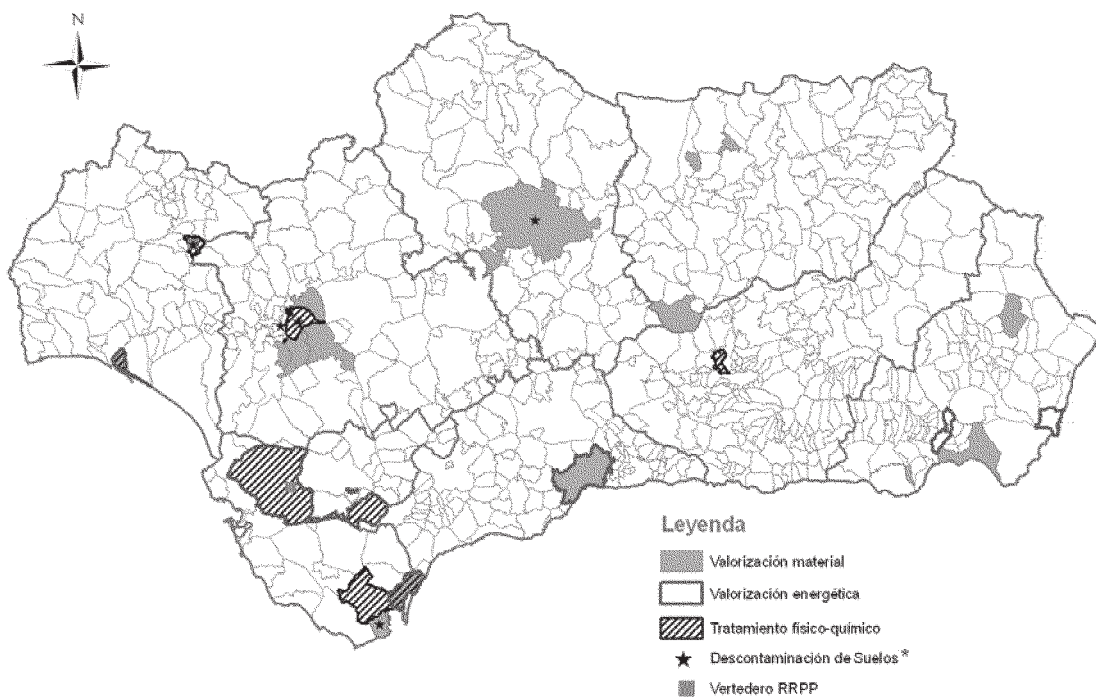 N
Leyenda
Valorización material
Valorización energética
Tratamiento físico-químico
Descontaminación de Suelos*
Vertedero RRPP